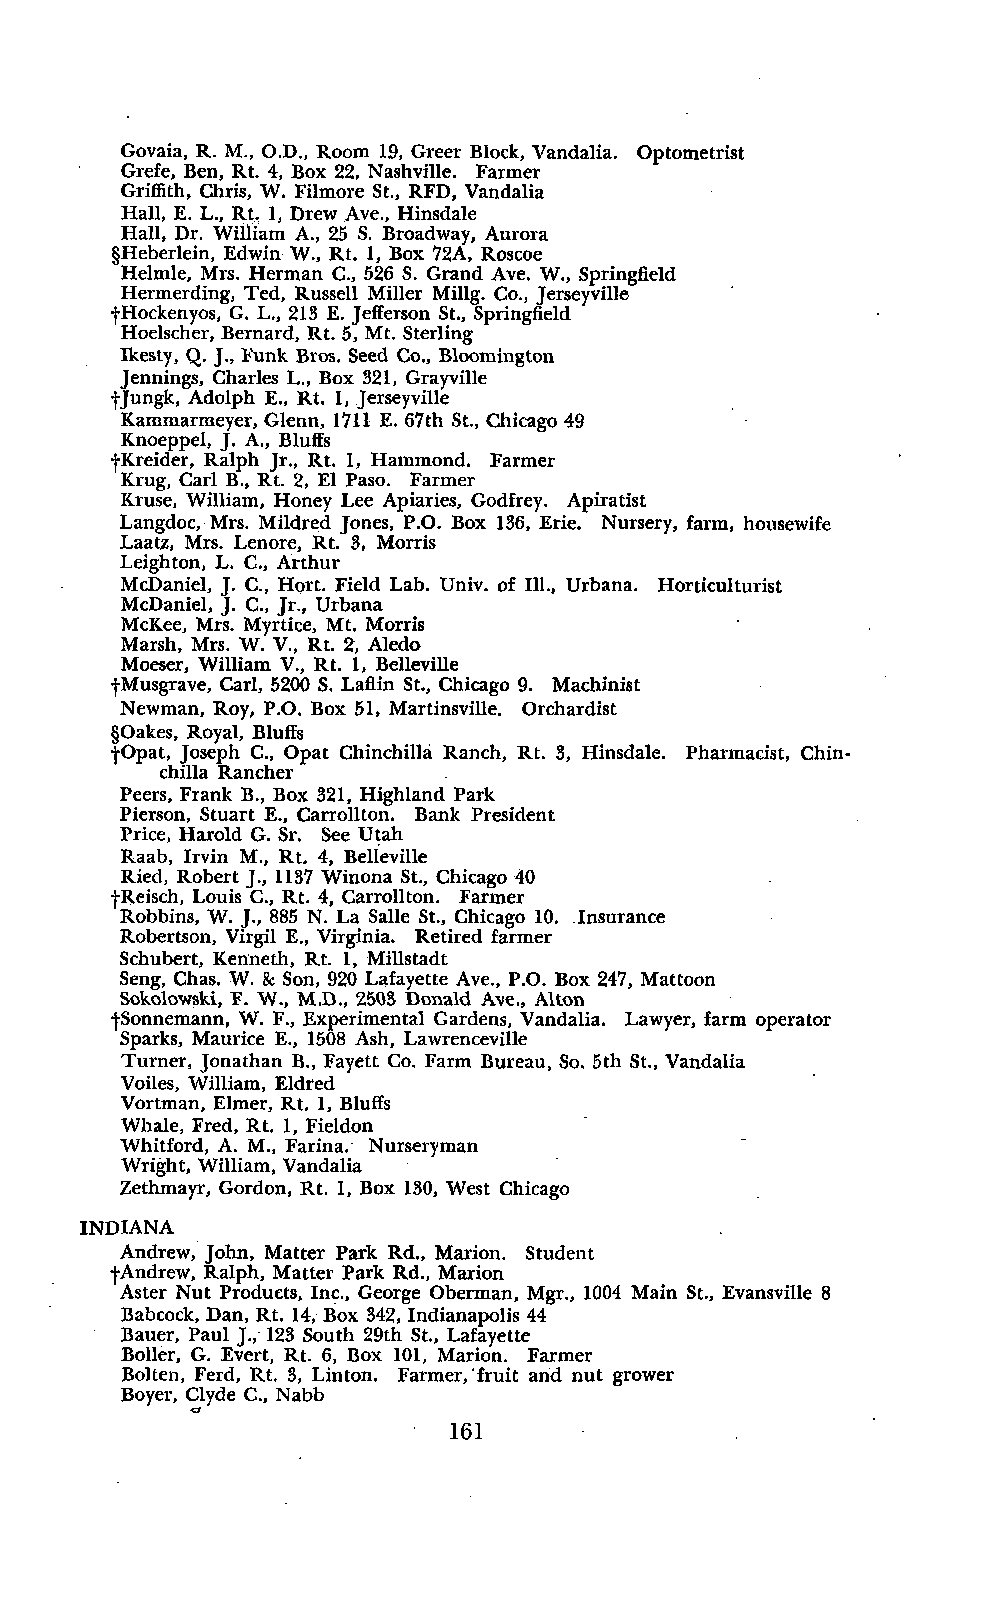 Govaia, R. M., O.D., Room 19, Greer Block, Vandalia. Optometrist
Grefe, Ben, Rt. 4, Box 22, Nashville. Farmer
Griffith, Chris, W. Filmore St., RFD, Vandalia
Hall, E. L., Rt. 1, Drew Ave., Hinsdale
Hall, Dr. William A., 25 S. Broadway, Aurora
§Heberlein, Edwin W., Rt. 1, Box 72A, Roscoe
Helmle, Mrs. Herman C., 526 S. Grand Ave. W., Springfield
Hermerding, Ted, Russell Miller Millg. Co., Jerseyville
†Hockenyos, G. L., 213 E. Jefferson St., Springfield
Hoelscher, Bernard, Rt. 5, Mt. Sterling
Ikesty, Q. J., Funk Bros. Seed Co., Bloomington
Jennings, Charles L., Box 321, Grayville
†Jungk, Adolph E., Rt. 1, Jerseyville
Kammarmeyer, Glenn, 1711 E. 67th St., Chicago 49
Knoeppel, J. A., Bluffs
†Kreider, Ralph Jr., Rt. 1, Hammond. Farmer
Krug, Carl B., Rt. 2, El Paso. Farmer
Kruse, William, Honey Lee Apiaries, Godfrey. Apiratist
Langdoc, Mrs. Mildred Jones, P.O. Box 136, Erie. Nursery, farm, housewife
Laatz, Mrs. Lenore, Rt. 3, Morris
Leighton, L. C., Arthur
McDaniel, J. C., Hort. Field Lab. Univ. of Ill., Urbana. Horticulturist
McDaniel, J. C., Jr., Urbana
McKee, Mrs. Myrtice, Mt. Morris
Marsh, Mrs. W. V., Rt. 2, Aledo
Moeser, William V., Rt. 1, Belleville
†Musgrave, Carl, 5200 S. Laflin St., Chicago 9. Machinist
Newman, Roy, P.O. Box 51, Martinsville. Orchardist
§Oakes, Royal, Bluffs
†Opat, Joseph C., Opat Chinchilla Ranch, Rt. 3, Hinsdale. Pharmacist, Chin-
chilla Rancher
Peers, Frank B., Box 321, Highland Park
Pierson, Stuart E., Carrollton. Bank President
Price, Harold G. Sr. See Utah
Raab, Irvin M., Rt. 4, Belleville
Ried, Robert J., 1137 Winona St., Chicago 40
†Reisch, Louis C., Rt. 4, Carrollton. Farmer
Robbins, W. J., 885 N. La Salle St., Chicago 10. Insurance
Robertson, Virgil E., Virginia. Retired farmer
Schubert, Kenneth, Rt. 1, Millstadt
Seng, Chas. W. & Son, 920 Lafayette Ave., P.O. Box 247, Mattoon
Sokolowski, F. W., M.D., 2503 Donald Ave., Alton
†Sonnemann, W. F., Experimental Gardens, Vandalia. Lawyer, farm operator
Sparks, Maurice E., 1508 Ash, Lawrenceville
Turner, Jonathan B., Fayett Co. Farm Bureau, So. 5th St., Vandalia
Voiles, William, Eldred
Vortman, Elmer, Rt. 1, Bluffs
Whale, Fred, Rt. 1, Fieldon
Whitford, A. M., Farina. Nurseryman
Wright, William, Vandalia
Zethmayr, Gordon, Rt. 1, Box 130, West Chicago
INDIANA
Andrew, John, Matter Park Rd., Marion. Student
†Andrew, Ralph, Matter Park Rd., Marion
Aster Nut Products, Inc., George Oberman, Mgr., 1004 Main St., Evansville 8
Babcock, Dan, Rt. 14, Box 342, Indianapolis 44
Bauer, Paul J., 123 South 29th St., Lafayette
Boller, G. Evert, Rt. 6, Box 101, Marion. Farmer
Bolten, Ferd, Rt. 3, Linton. Farmer, fruit and nut grower
Boyer, Clyde C., Nabb
161